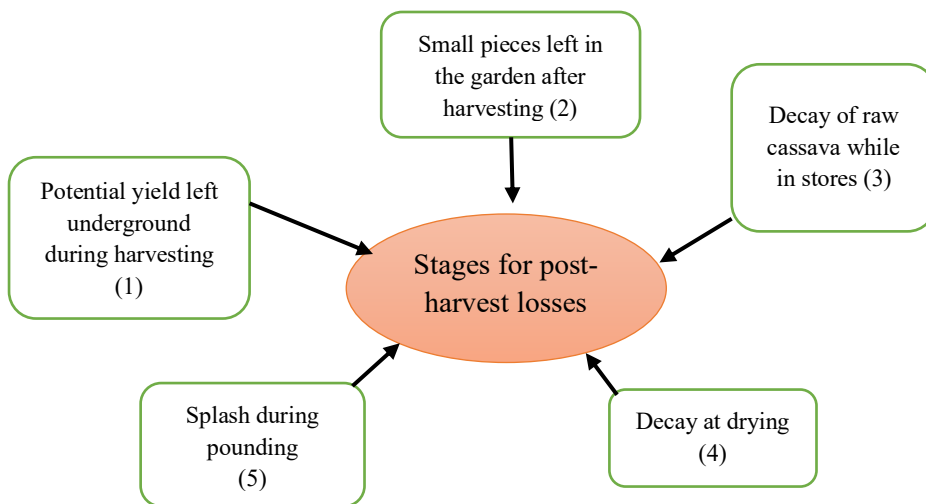 Small pieces left in
the garden after
harvesting (2)
Decay of raw
cassava while
in stores (3)
Potential yield left
underground
during harvesting
(1)
Stages for post-
harvest losses
Splash during
pounding
(5)
Decay at drying
(4)